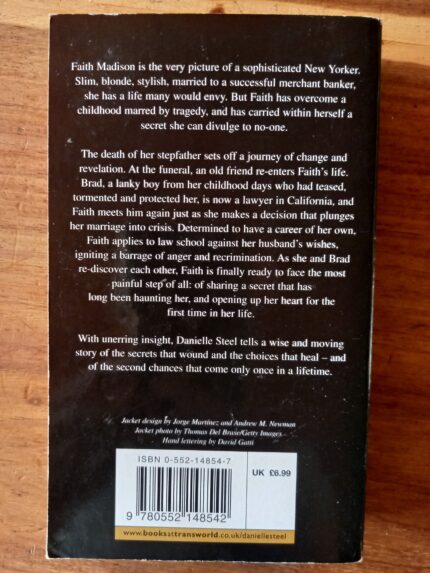 Faith Madison is the very picture of a sophisticated New Yorker.
Slim, blonde, stylish, married to a successful merchant banker,
she has a life many would envy. But Faith has overcome a
childhood marred by tragedy, and has carried within herself a
secret she can divulge to no-one.
The death of her stepfather sets off a journey of change and
revelation. At the funeral, an old friend re-enters Faith's life.
Brad, a lanky boy from her childhood days who had teased,
tormented and protected her, is now a lawyer in California, and
Faith meets him again just as she makes a decision that plunges
her marriage into crisis. Determined to have a career of her own,
Faith applies to law school against her husband's wishes,
igniting a barrage of anger and recrimination. As she and Brad
re-discover each other, Faith is finally ready to face the most
painful step of all: of sharing a secret that has
long been haunting her, and opening up her heart for the
first time in her life.
With unerring insight, Danielle Steel tells a wise and moving
story of the secrets that wound and the choices that heal – and
of the second chances that come only once in a lifetime.
Jacket design by Jorge Martínez and Andrew M. Newman
Jacket photo by Thomas Del Brase/Getty Images
Hand lettering by David Gatti
ISBN 0-552-14854-7
UK £6.99
9 780552 148542
www.booksattransworld.co.uk/daniellesteel